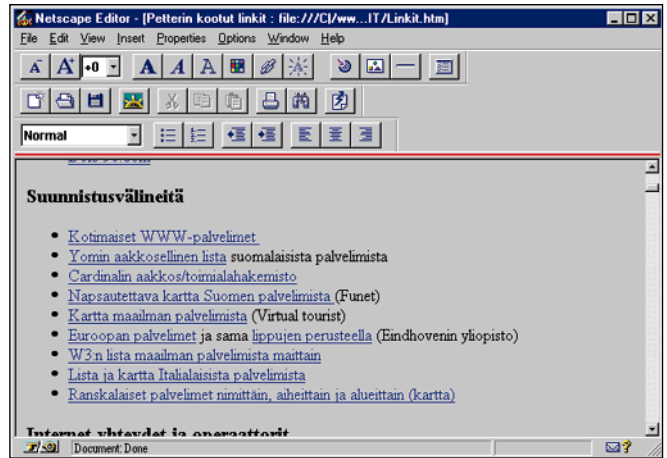 Netscape Editor - [Petterin kootut linkit : file:///C|/ww...IT/Linkit.htm]
File Edit View Insert Properties Options Window Help
A A +0 A A A A
Normal
Suunnistusvälineitä
Kotimaiset WWW-palvelimet
Yomin aakkosellinen lista suomalaisista palvelimista
Cardinalin aakkos/toimialahakemisto
Napsautettava kartta Suomen palvelimista (Funet)
Kartta maailman palvelimista (Virtual tourist)
Euroopan palvelimet ja sama lippujen perusteella (Eindhovenin yliopisto)
W3:n lista maailman palvelimista maittain
Lista ja kartta Italialaisista palvelimista
Ranskalaiset palvelimet nimittäin, aiheittain ja alueittain (kartta)
Internet yhteydet ja operaattorit
Document: Done